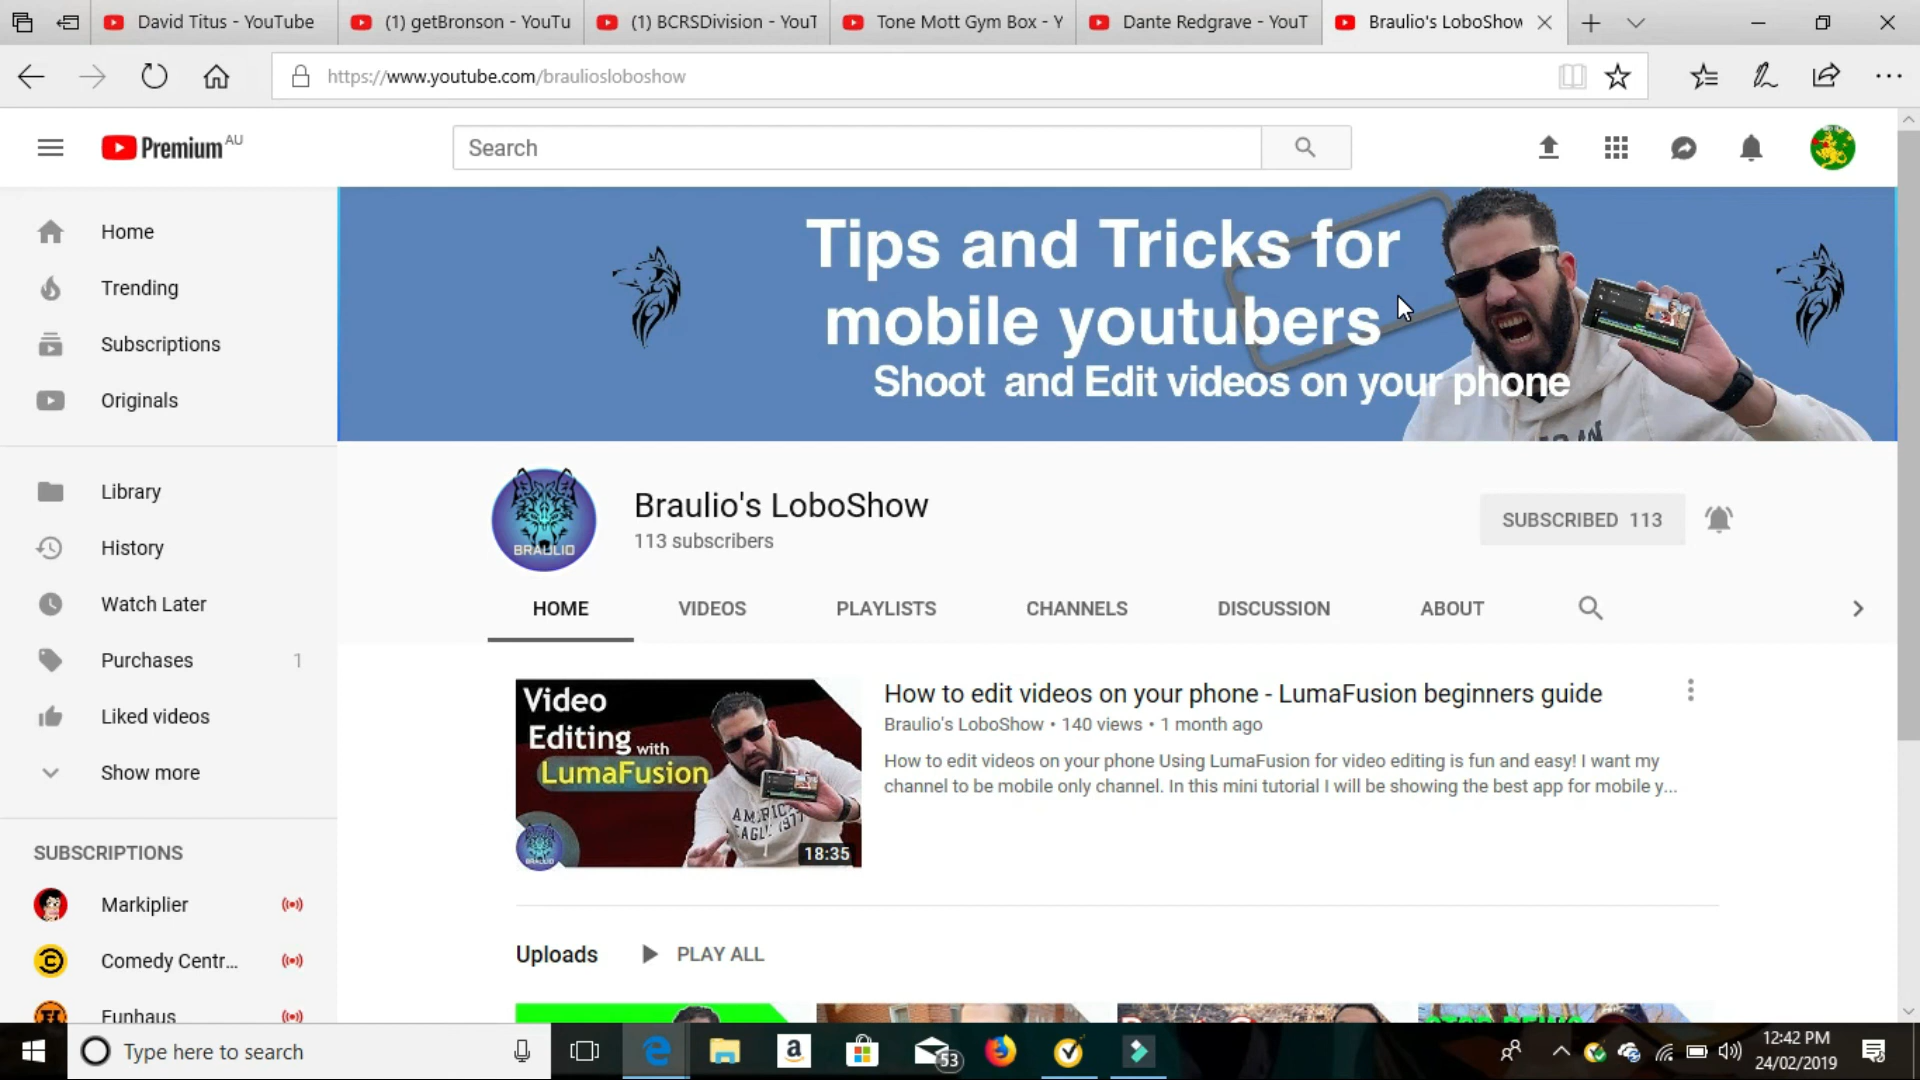 David Titus - YouTube
(1) getBronson - YouTu
(1) BCRSDivision - YouT
Tone Mott Gym Box - Y
Dante Redgrave - YouT
Braulio's LoboShow
https://www.youtube.com/brauliosloboshow
Premium AU
Search
Home
Trending
Subscriptions
Originals
Library
History
Watch Later
Purchases 1
Liked videos
Show more
SUBSCRIPTIONS
Markiplier
Comedy Centr...
Funhaus
Tips and Tricks for
mobile youtubers
Shoot and Edit videos on your phone
BRAULIO
Braulio's LoboShow
113 subscribers
SUBSCRIBED 113
HOME VIDEOS PLAYLISTS CHANNELS DISCUSSION ABOUT
Video
Editing with
LumaFusion
AMERICAN
EAGLE 1977
BRAULIO
18:35
How to edit videos on your phone - LumaFusion beginners guide
Braulio's LoboShow • 140 views • 1 month ago
How to edit videos on your phone Using LumaFusion for video editing is fun and easy! I want my
channel to be mobile only channel. In this mini tutorial I will be showing the best app for mobile y...
Uploads PLAY ALL
Type here to search
53
12:42 PM
24/02/2019